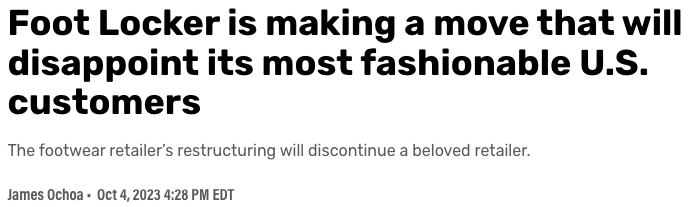 Foot Locker is making a move that will
disappoint its most fashionable U.S.
customers
The footwear retailer's restructuring will discontinue a beloved retailer.
James Ochoa • Oct 4, 2023 4:28 PM EDT